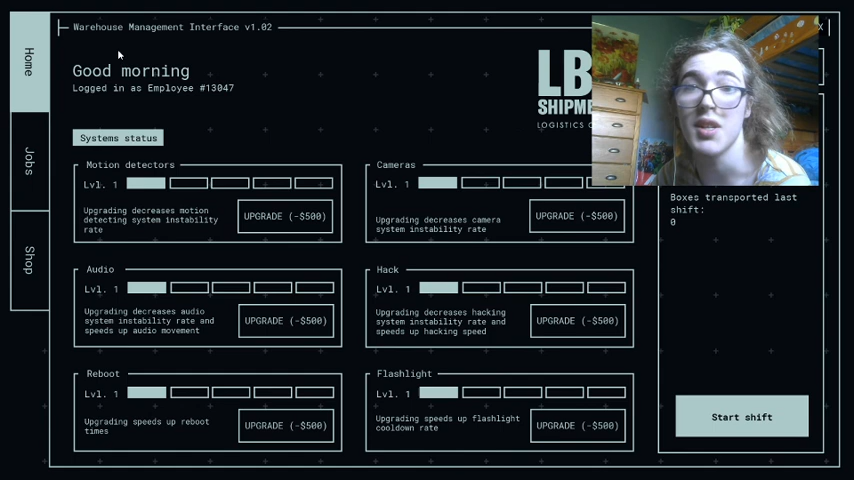 Warehouse Management Interface v1.02
X
Home
Jobs
Shop
Good morning
Logged in as Employee #13047
LB
SHIPME
LOGISTICS C
Systems status
Motion detectors
Lvl. 1
Upgrading decreases motion
detecting system instability
rate
UPGRADE (-$500)
Cameras
Lvl. 1
Upgrading decreases camera
system instability rate
UPGRADE (-$500)
Audio
Lvl. 1
Upgrading decreases audio
system instability rate and
speeds up audio movement
UPGRADE (-$500)
Hack
Lvl. 1
Upgrading decreases hacking
system instability rate and
speeds up hacking speed
UPGRADE (-$500)
Reboot
Lvl. 1
Upgrading speeds up reboot
times
UPGRADE (-$500)
Flashlight
Lvl. 1
Upgrading speeds up flashlight
cooldown rate
UPGRADE (-$500)
Boxes transported last
shift:
0
Start shift